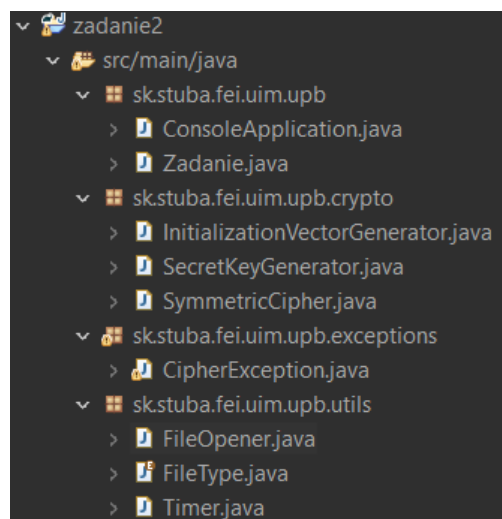 zadanie2
src/main/java
sk.stuba.fei.uim.upb
ConsoleApplication.java
Zadanie.java
sk.stuba.fei.uim.upb.crypto
InitializationVectorGenerator.java
SecretKeyGenerator.java
SymmetricCipher.java
sk.stuba.fei.uim.upb.exceptions
CipherException.java
sk.stuba.fei.uim.upb.utils
FileOpener.java
FileType.java
Timer.java